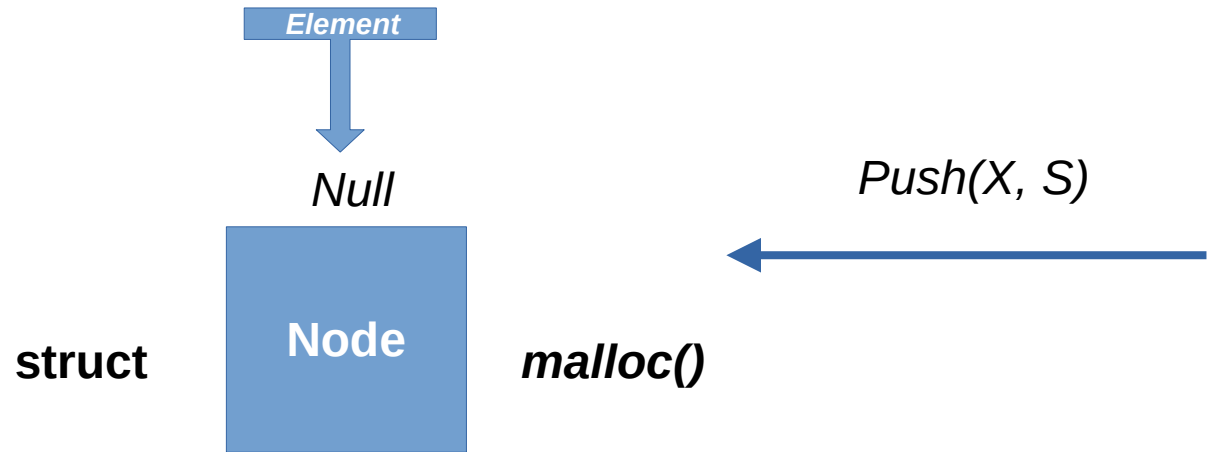 Element
Null
Push(X, S)
Node
struct
malloc()